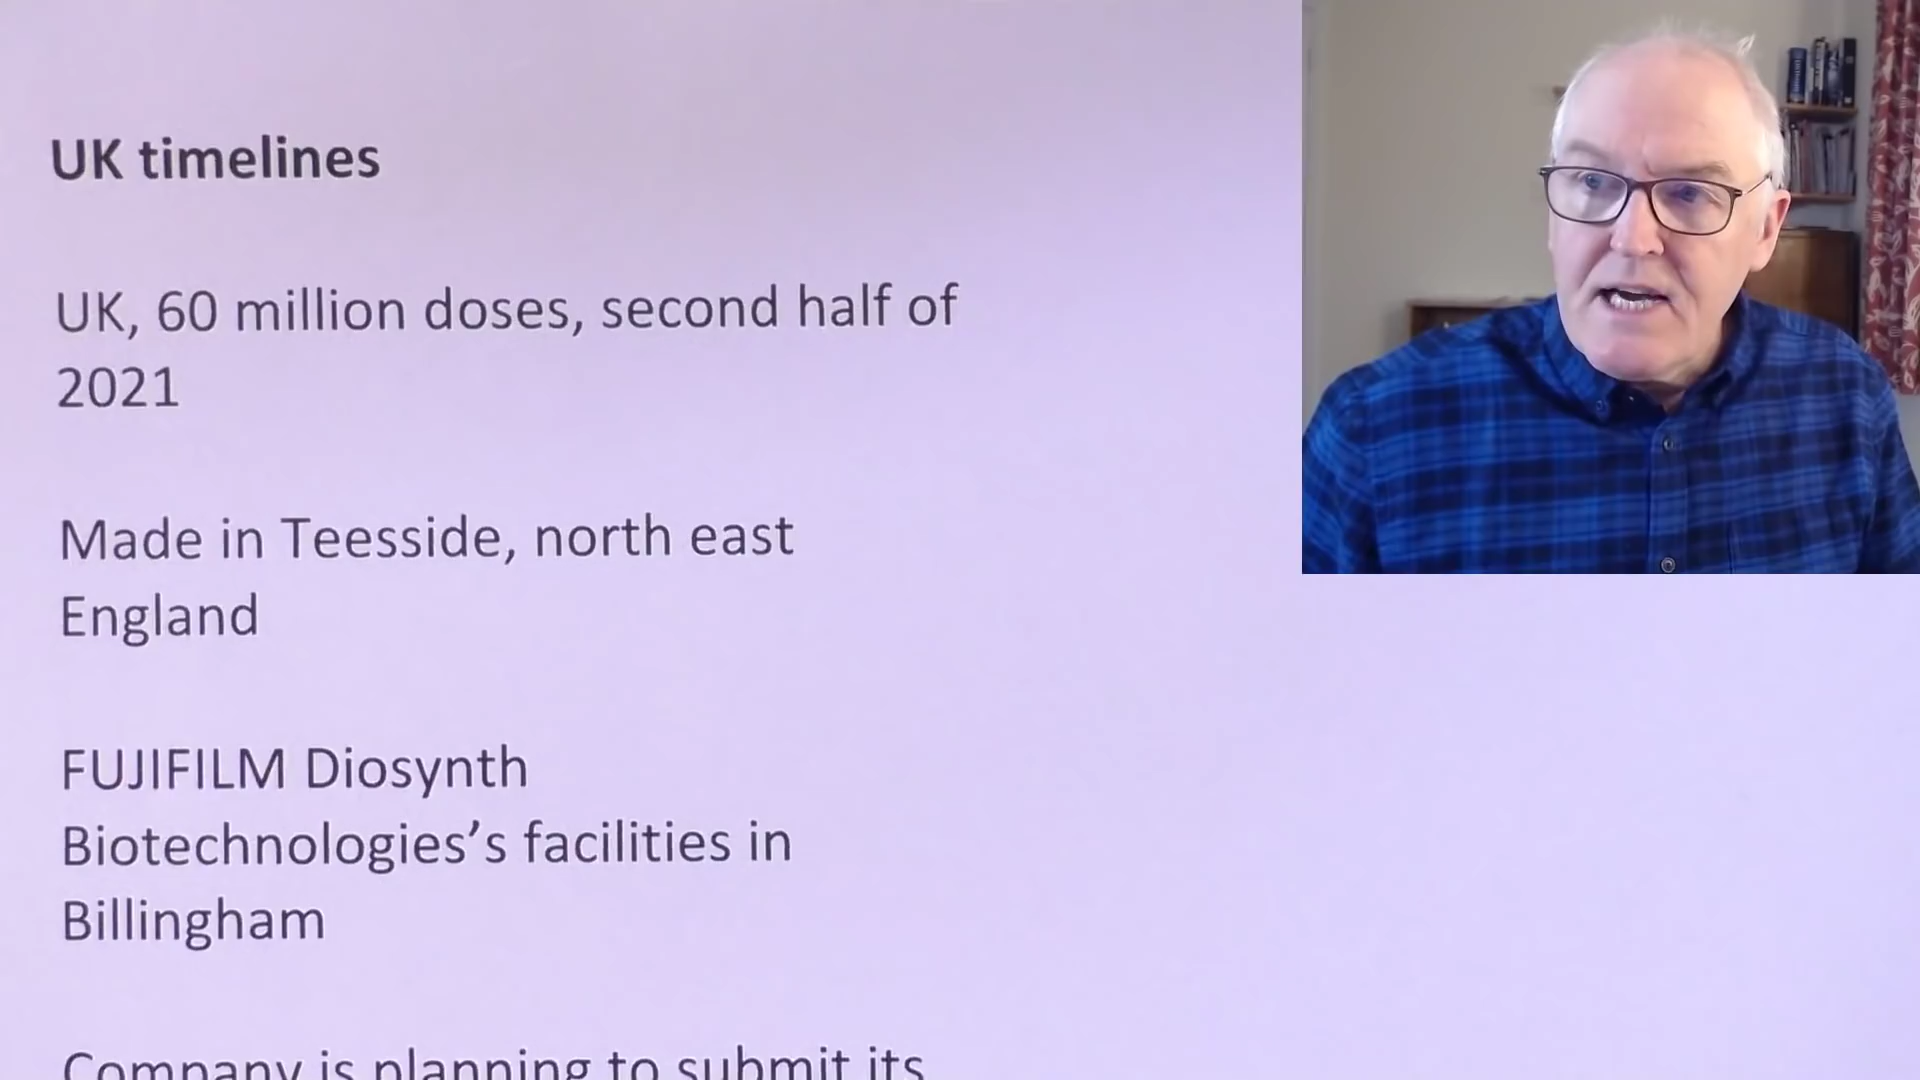 UK timelines
UK, 60 million doses, second half of
2021
Made in Teesside, north east
England
FUJIFILM Diosynth
Biotechnologies’s facilities in
Billingham
Company is planning to submit its